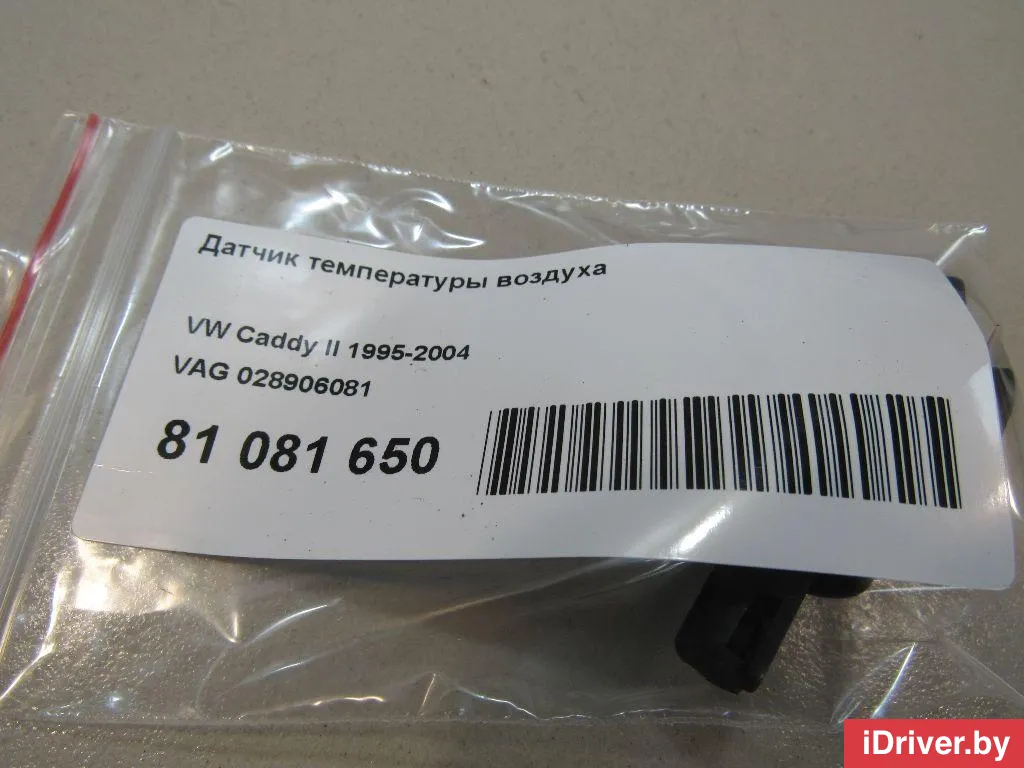 Датчик температуры воздуха
VW Caddy II 1995-2004
VAG 028906081
81 081 650
iDriver.by